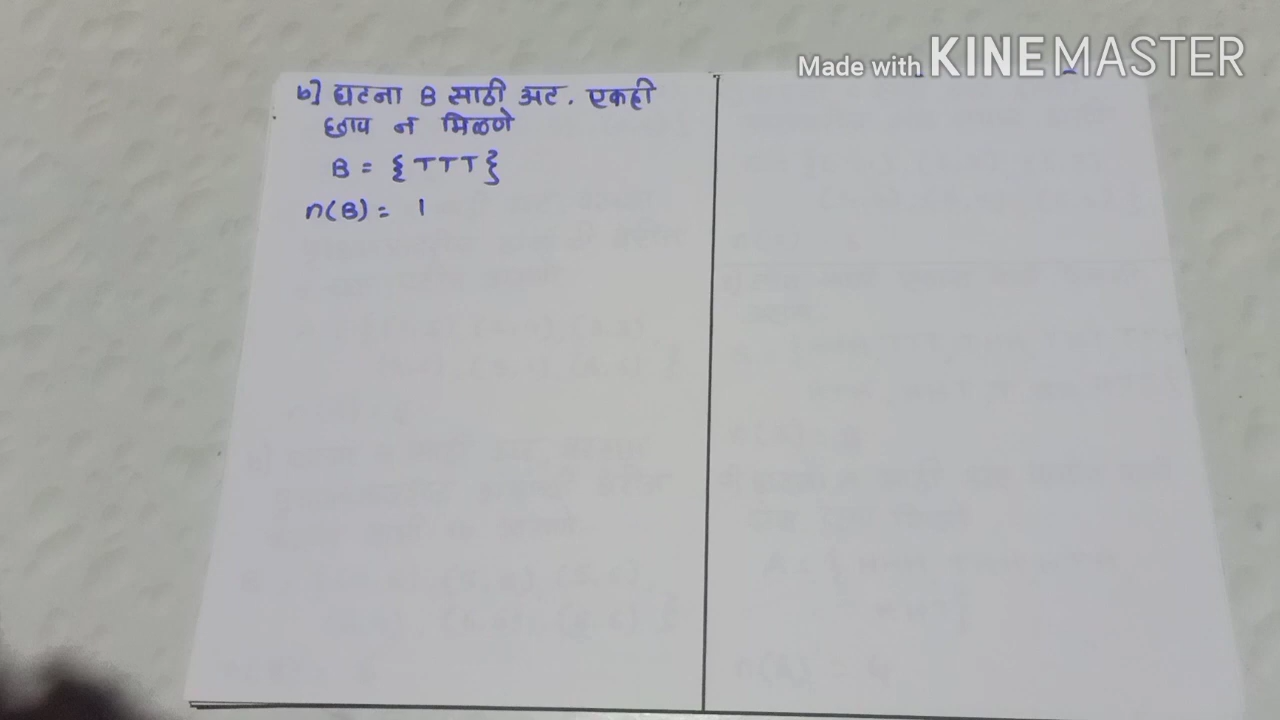 Made with KINEMASTER
b] घटना B साठी अट. एकही
छाप न मिळणे
B = { TTT }
n(B) = 1